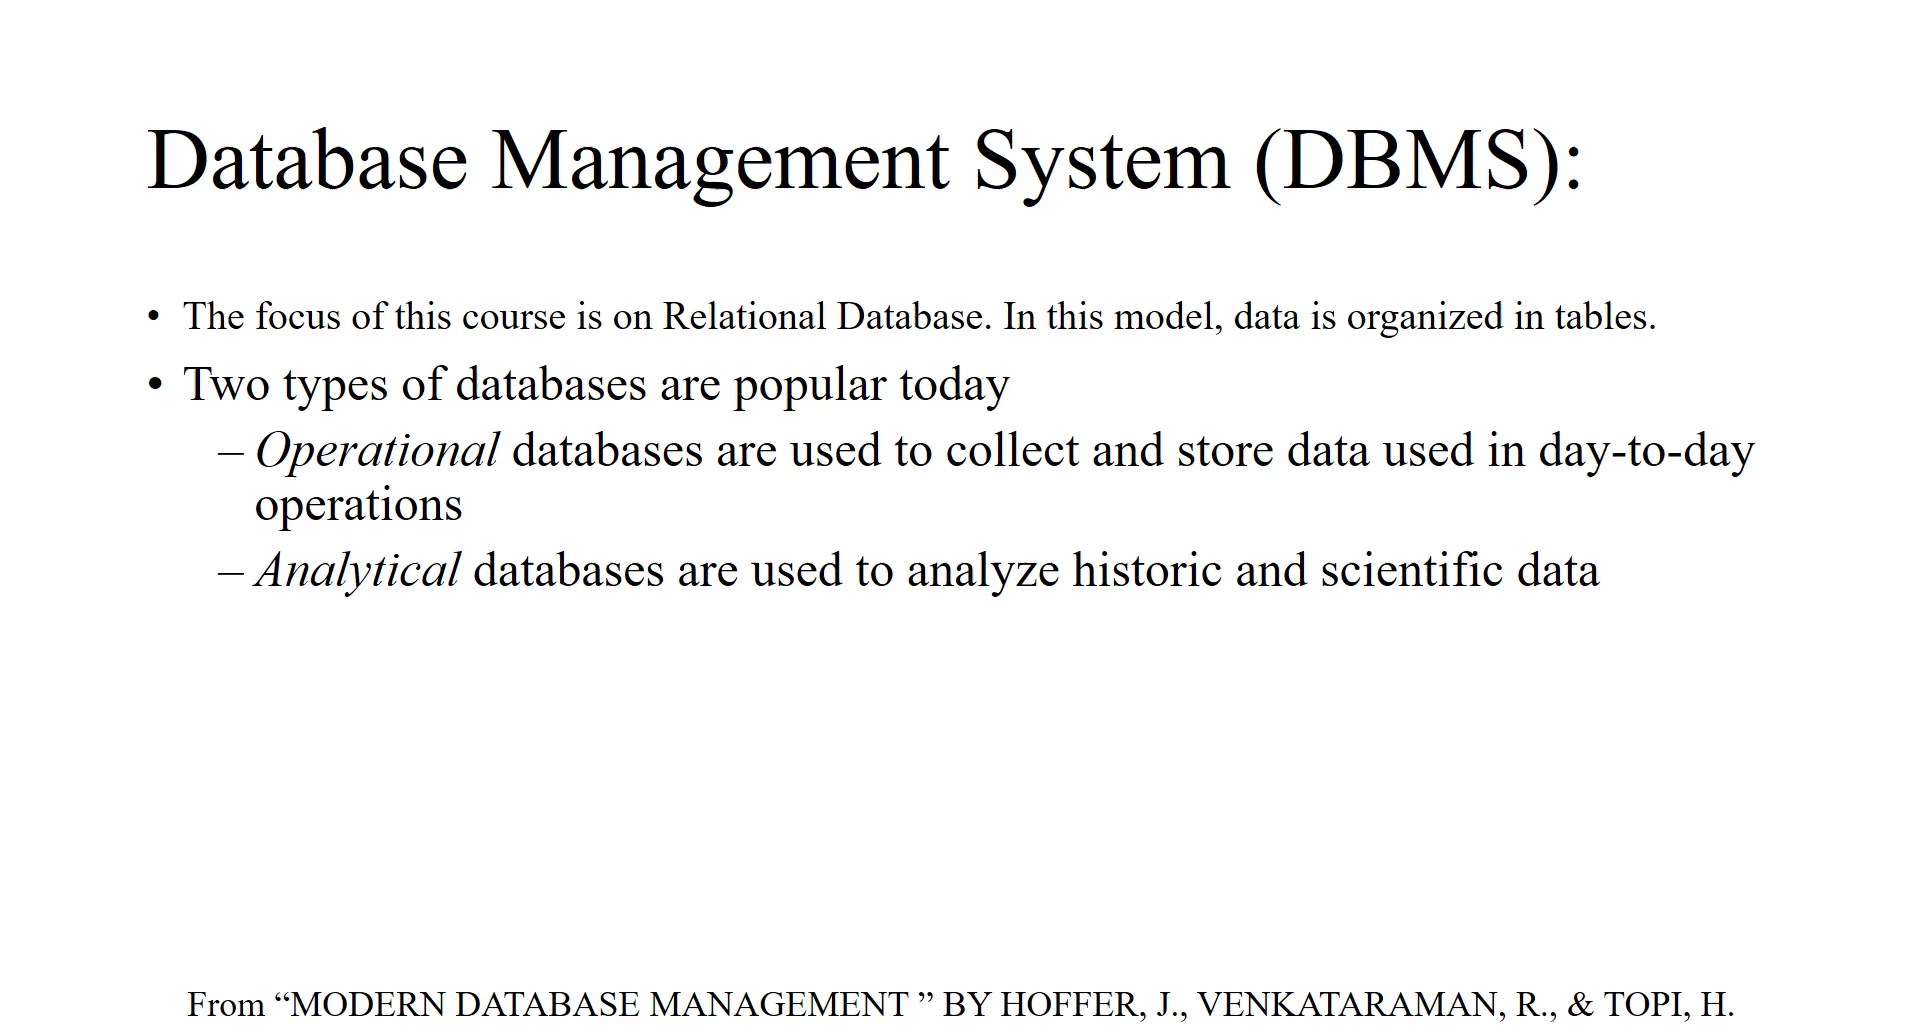 Database Management System (DBMS):
• The focus of this course is on Relational Database. In this model, data is organized in tables.
• Two types of databases are popular today
– Operational databases are used to collect and store data used in day-to-day
operations
– Analytical databases are used to analyze historic and scientific data
From “MODERN DATABASE MANAGEMENT ” BY HOFFER, J., VENKATARAMAN, R., & TOPI, H.